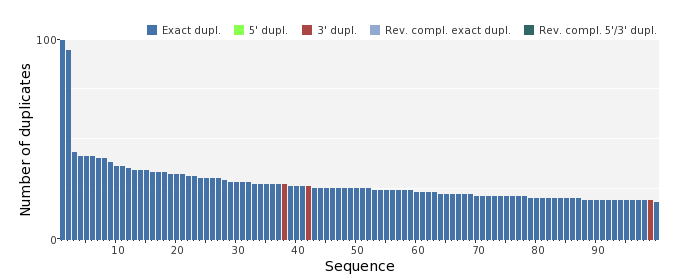 Exact dupl. 5' dupl. 3' dupl. Rev. compl. exact dupl. Rev. compl. 5'/3' dupl.
100
Number of duplicates
0
10 20 30 40 50 60 70 80 90
Sequence